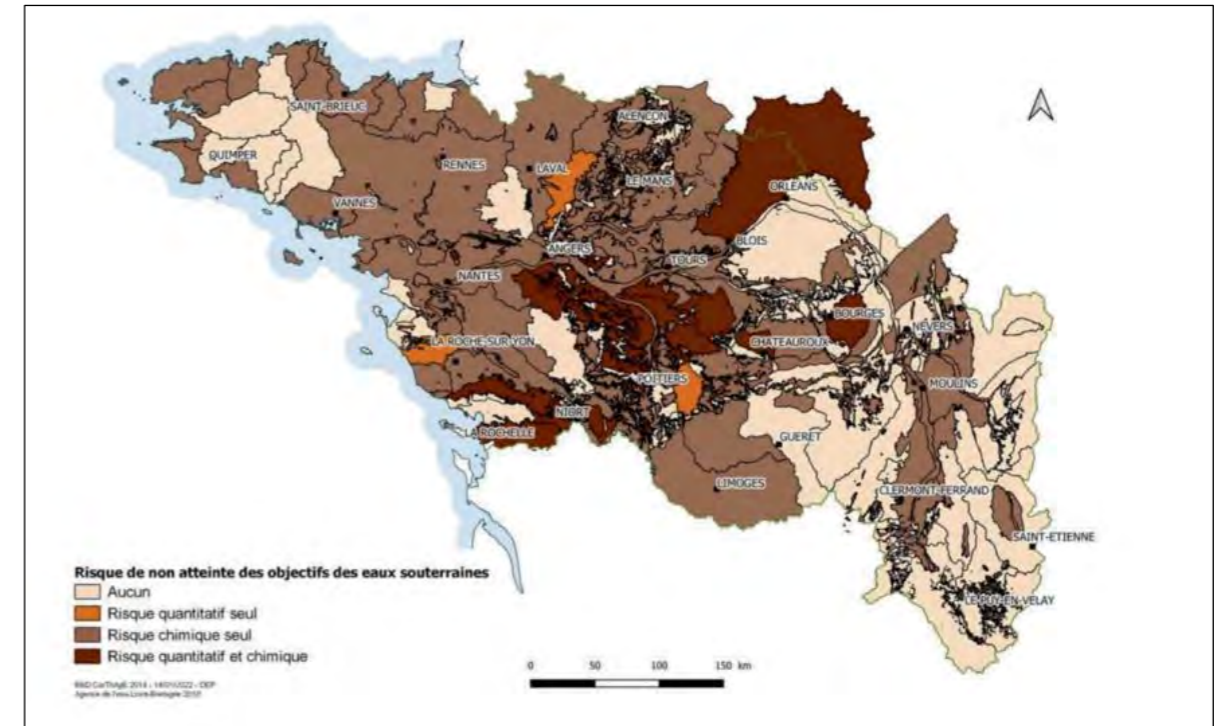 SAINT-BRIEUC
ALENÇON
QUIMPER
RENNES
LAVAL
LE MANS
ORLEANS
VANNES
BLOIS
ANGERS
TOURS
NANTES
BOURGES
NEVERS
LA ROCHE-SUR-YON
CHATEAUROUX
POITIERS
MOULINS
NIORT
LA ROCHELLE
GUERET
LIMOGES
CLERMONT-FERRAND
SAINT-ETIENNE
LE-PUY-EN-VELAY
Risque de non atteinte des objectifs des eaux souterraines
Aucun
Risque quantitatif seul
Risque chimique seul
Risque quantitatif et chimique
0 50 100 150 km
Agence de l'eau Loire-Bretagne